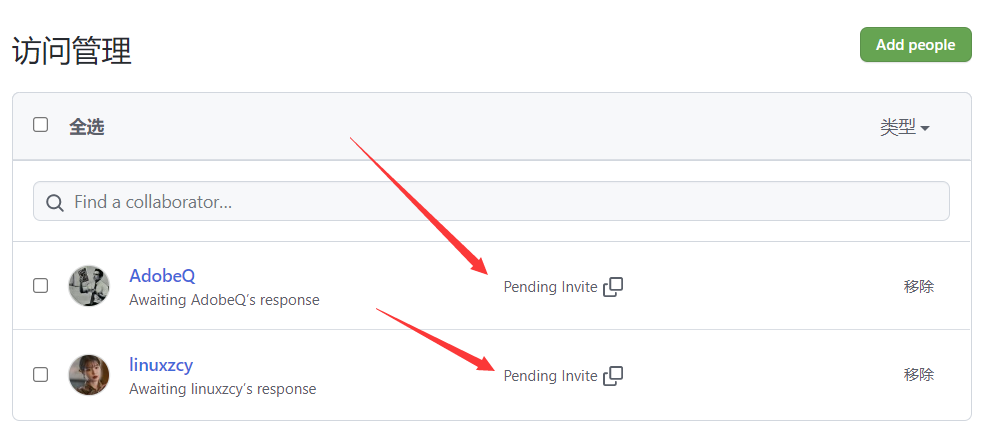 访问管理
Add people
全选
类型
Find a collaborator...
AdobeQ
Awaiting AdobeQ's response
Pending Invite
移除
linuxzcy
Awaiting linuxzcy's response
Pending Invite
移除